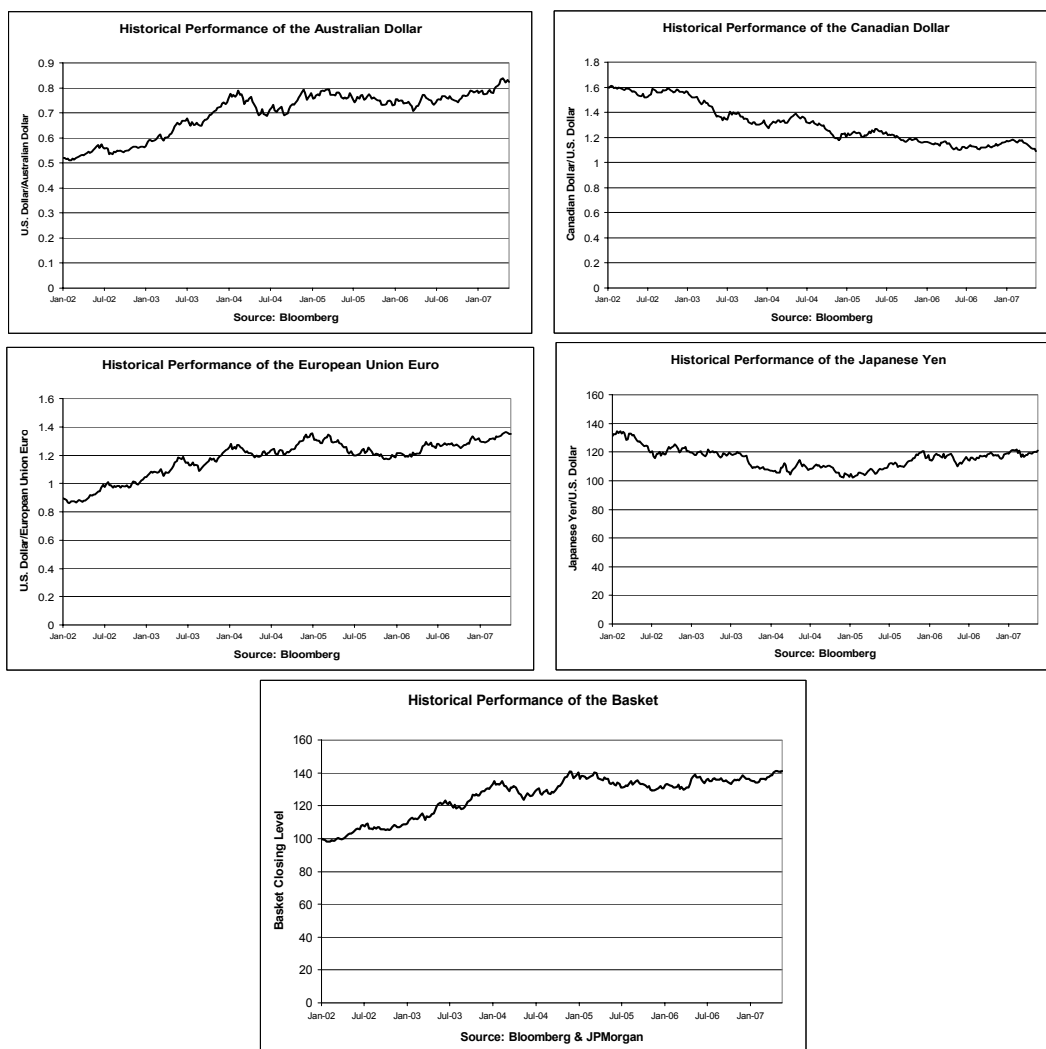 Historical Performance of the Australian Dollar
U.S. Dollar/Australian Dollar
0.9
0.8
0.7
0.6
0.5
0.4
0.3
0.2
0.1
0
Jan-02 Jul-02 Jan-03 Jul-03 Jan-04 Jul-04 Jan-05 Jul-05 Jan-06 Jul-06 Jan-07
Source: Bloomberg
Historical Performance of the Canadian Dollar
Canadian Dollar/U.S. Dollar
1.8
1.6
1.4
1.2
1
0.8
0.6
0.4
0.2
0
Jan-02 Jul-02 Jan-03 Jul-03 Jan-04 Jul-04 Jan-05 Jul-05 Jan-06 Jul-06 Jan-07
Source: Bloomberg
Historical Performance of the European Union Euro
U.S. Dollar/European Union Euro
1.6
1.4
1.2
1
0.8
0.6
0.4
0.2
0
Jan-02 Jul-02 Jan-03 Jul-03 Jan-04 Jul-04 Jan-05 Jul-05 Jan-06 Jul-06 Jan-07
Source: Bloomberg
Historical Performance of the Japanese Yen
Japanese Yen/U.S. Dollar
160
140
120
100
80
60
40
20
0
Jan-02 Jul-02 Jan-03 Jul-03 Jan-04 Jul-04 Jan-05 Jul-05 Jan-06 Jul-06 Jan-07
Source: Bloomberg
Historical Performance of the Basket
Basket Closing Level
160
140
120
100
80
60
40
20
0
Jan-02 Jul-02 Jan-03 Jul-03 Jan-04 Jul-04 Jan-05 Jul-05 Jan-06 Jul-06 Jan-07
Source: Bloomberg & JPMorgan